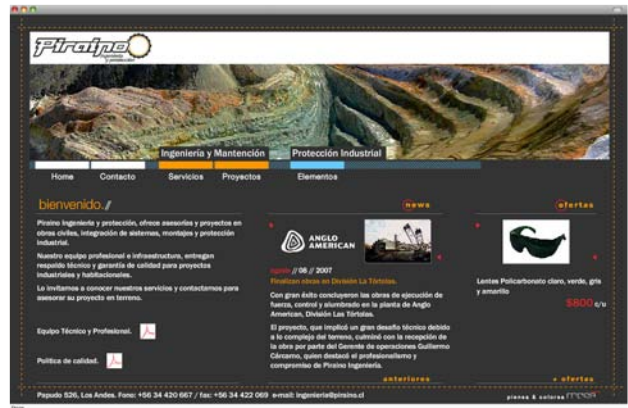 Piraino
Ingeniería
y protección
Ingeniería y Mantención
Protección Industrial
Home
Contacto
Servicios
Proyectos
Elementos
bienvenido.//
Piraino Ingeniería y protección, ofrece asesorías y proyectos en
obras civiles, integración de sistemas, montajes y protección
industrial.
Nuestro equipo profesional e infraestructura, entregan
respaldo técnico y garantía de calidad para proyectos
industriales y habitacionales.
Lo invitamos a conocer nuestros servicios y contactarnos para
asesorar su proyecto en terreno.
Equipo Técnico y Profesional.
Política de calidad.
news
ANGLO
AMERICAN
agosto // 08 // 2007
Finalizan obras en División La Tórtolas.
Con gran éxito concluyeron las obras de ejecución de
fuerza, control y alumbrado en la planta de Anglo
American, División Las Tórtolas.
El proyecto, que implicó un gran desafío técnico debido
a lo complejo del terreno, culminó con la recepción de
la obra por parte del Gerente de operaciones Guillermo
Cárcamo, quien destacó el profesionalismo y
compromiso de Piraino Ingeniería.
anteriores
ofertas
Lentes Policarbonato claro, verde, gris
y amarillo
$800 c/u
+ ofertas
Papudo 526, Los Andes. Fono: +56 34 420 667 / fax: +56 34 422 069 e-mail: ingenieria@piraino.cl